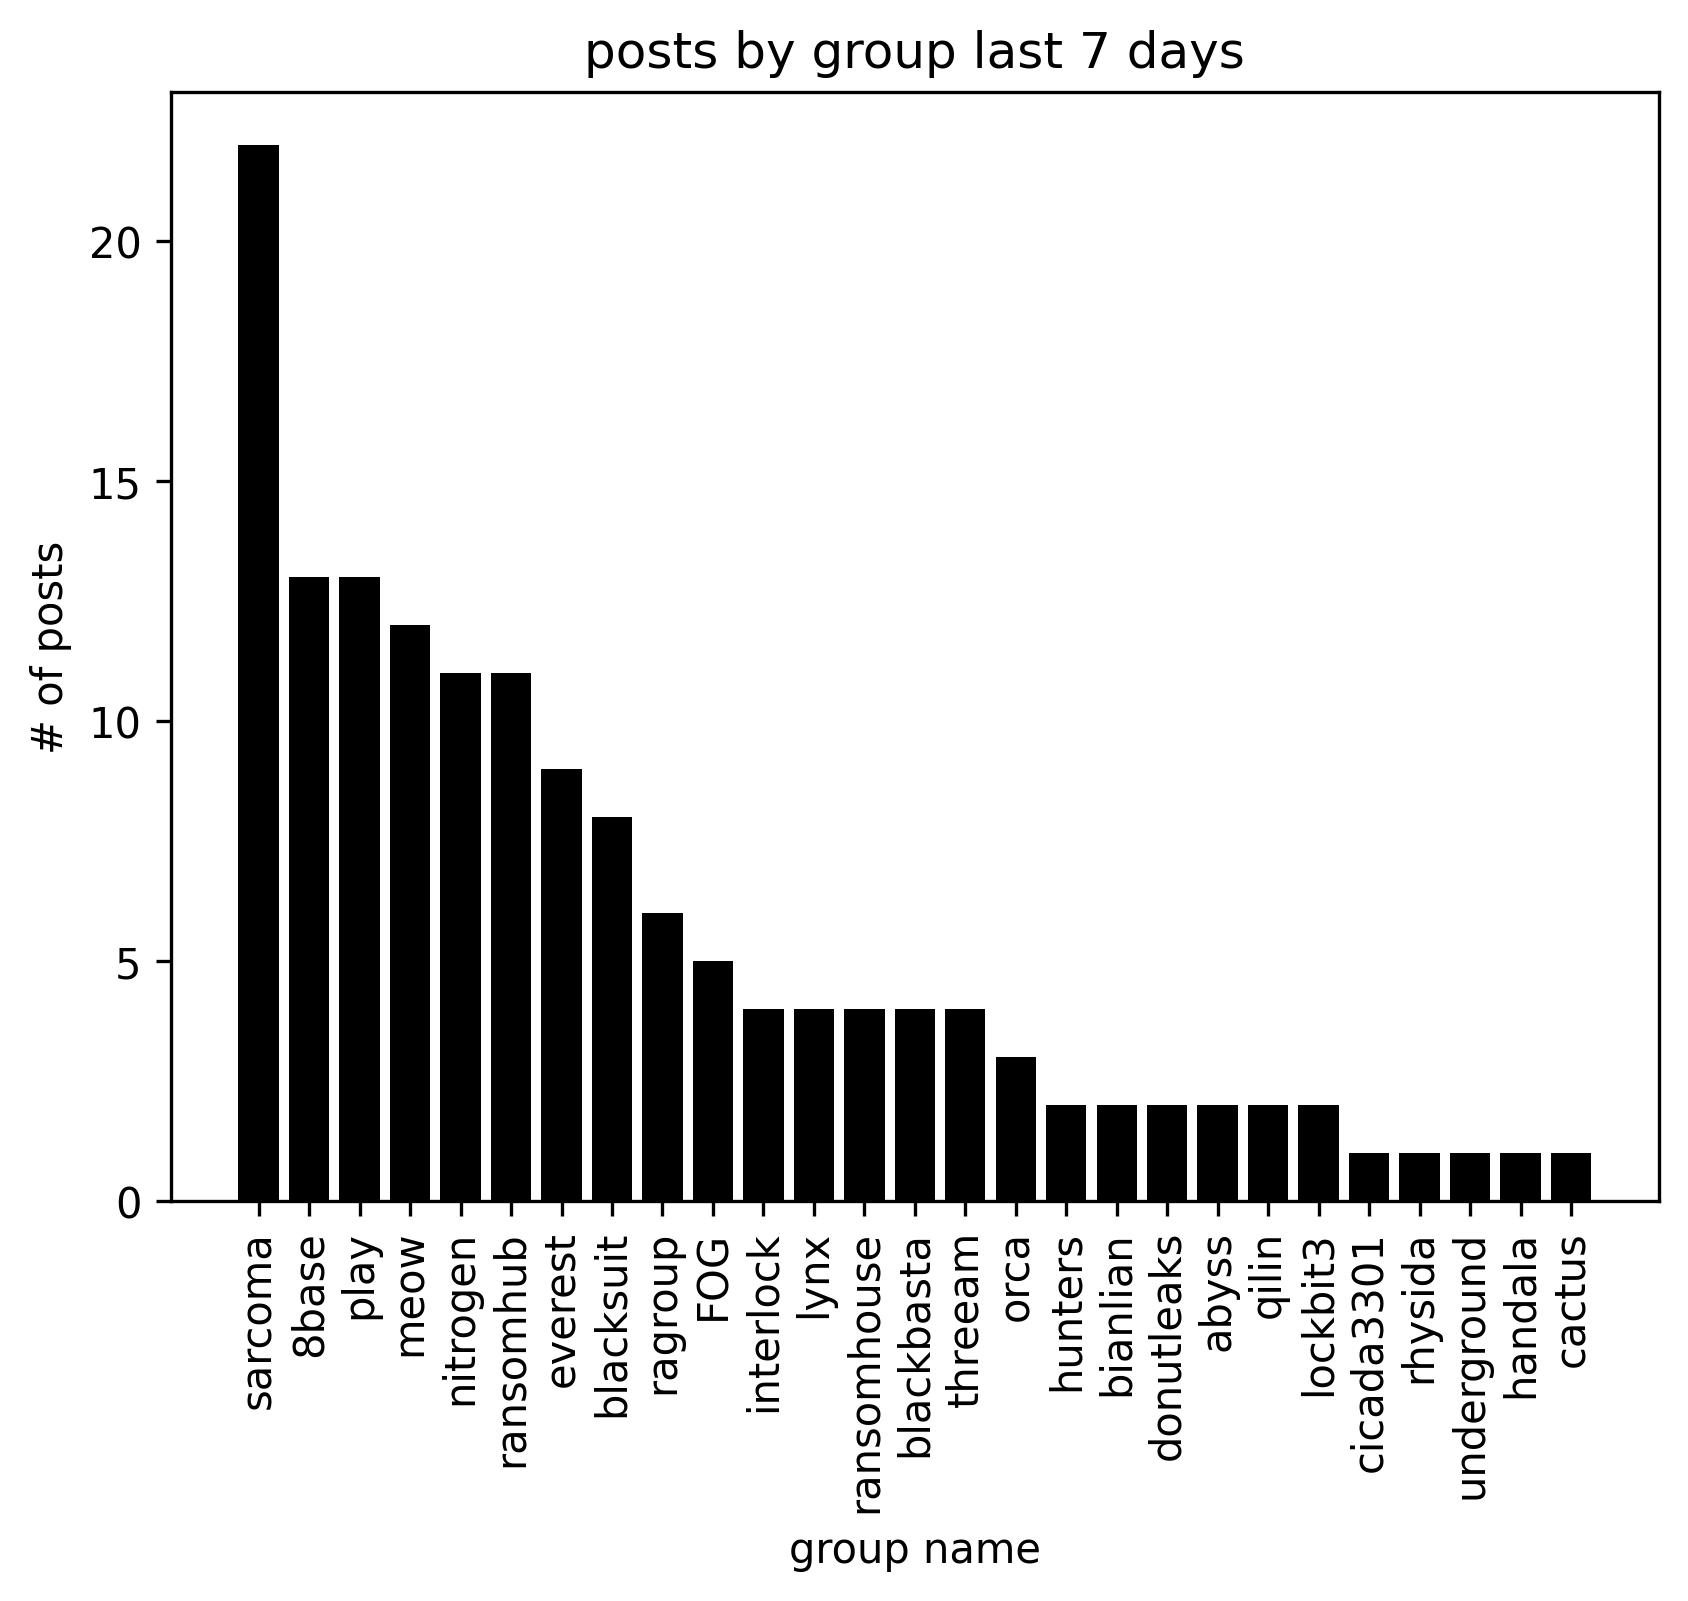 posts by group last 7 days
# of posts
20
15
10
5
0
sarcoma
8base
play
meow
nitrogen
ransomhub
everest
blacksuit
ragroup
FOG
interlock
lynx
ransomhouse
blackbasta
threeam
orca
hunters
bianlian
donutleaks
abyss
qilin
lockbit3
cicada3301
rhysida
underground
handala
cactus
group name